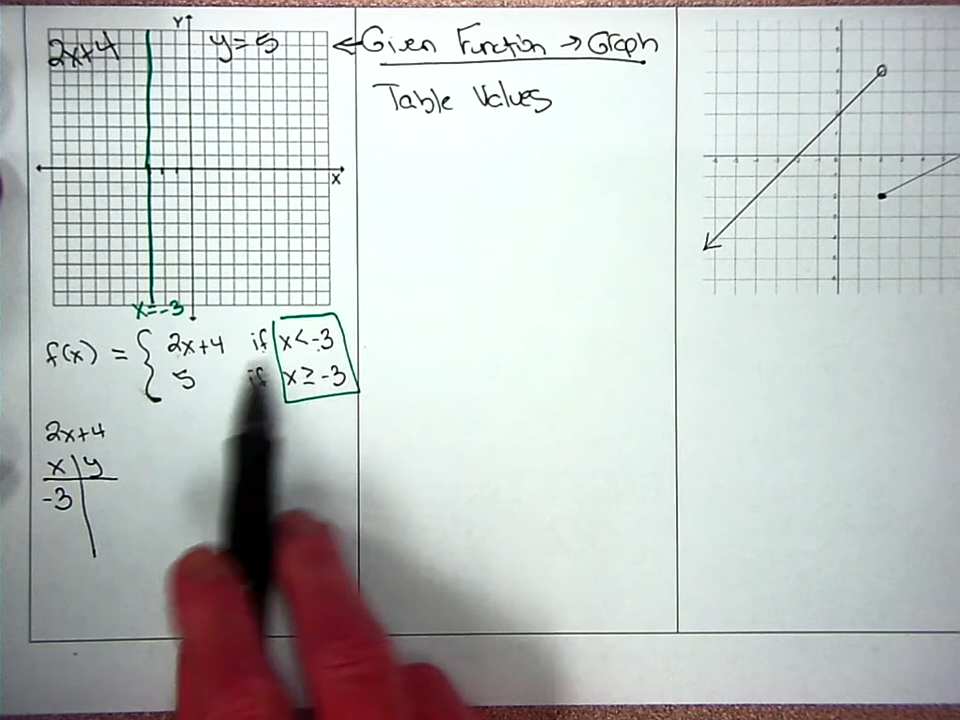 Y
2x+4 y=5
X
x=-3
f(x) = { 2x+4 if x<-3
5 if x≥-3
2x+4
x | y
-3
←Given Function → Graph
Table Values